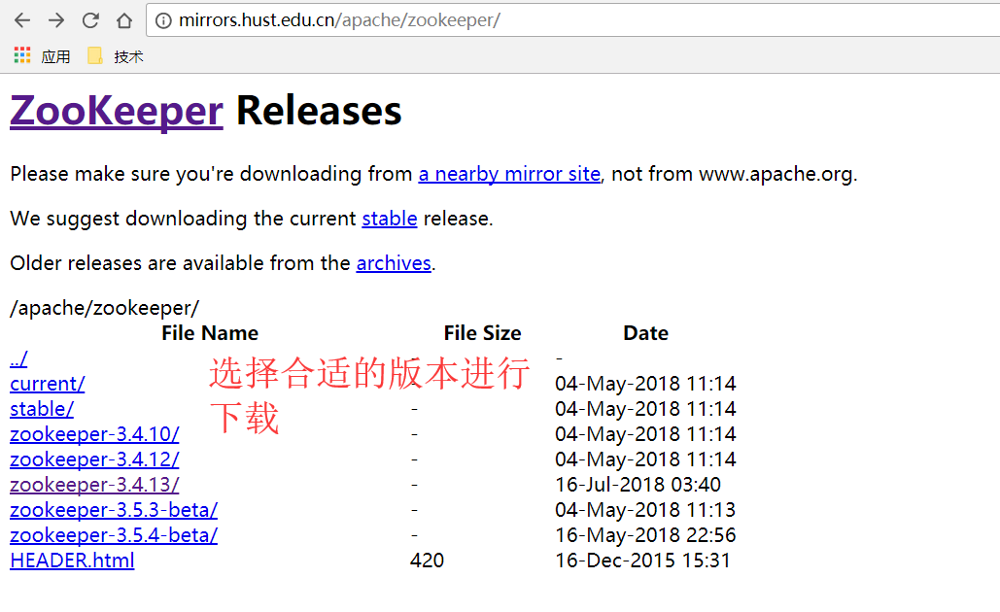 mirrors.hust.edu.cn/apache/zookeeper/
应用 技术
ZooKeeper Releases
Please make sure you're downloading from a nearby mirror site, not from www.apache.org.
We suggest downloading the current stable release.
Older releases are available from the archives.
/apache/zookeeper/
File Name File Size Date
../ - -
选择合适的版本进行
下载
current/ - 04-May-2018 11:14
stable/ - 04-May-2018 11:14
zookeeper-3.4.10/ - 04-May-2018 11:14
zookeeper-3.4.12/ - 04-May-2018 11:14
zookeeper-3.4.13/ - 16-Jul-2018 03:40
zookeeper-3.5.3-beta/ - 04-May-2018 11:13
zookeeper-3.5.4-beta/ - 16-May-2018 22:56
HEADER.html 420 16-Dec-2015 15:31